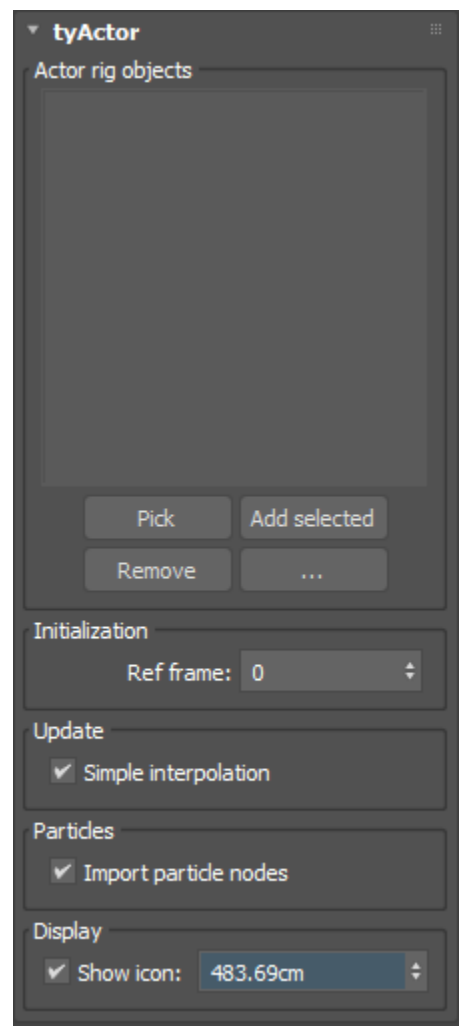 tyActor
Actor rig objects
Pick
Add selected
Remove
...
Initialization
Ref frame: 0
Update
Simple interpolation
Particles
Import particle nodes
Display
Show icon: 483.69cm